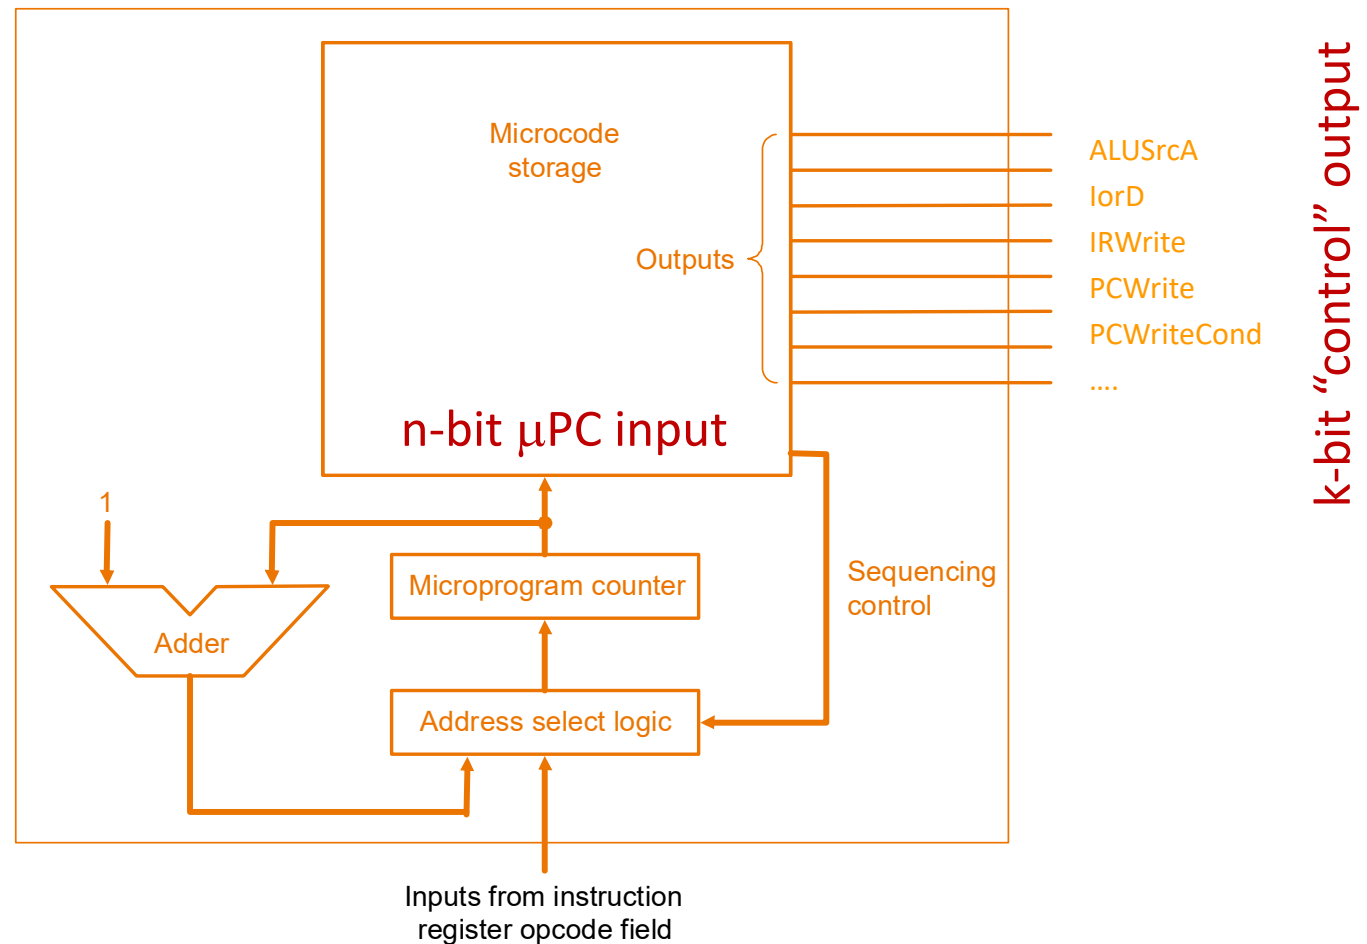 Microcode
storage
Outputs
ALUSrcA
IorD
IRWrite
PCWrite
PCWriteCond
....
k-bit “control” output
n-bit μPC input
1
Adder
Microprogram counter
Sequencing
control
Address select logic
Inputs from instruction
register opcode field